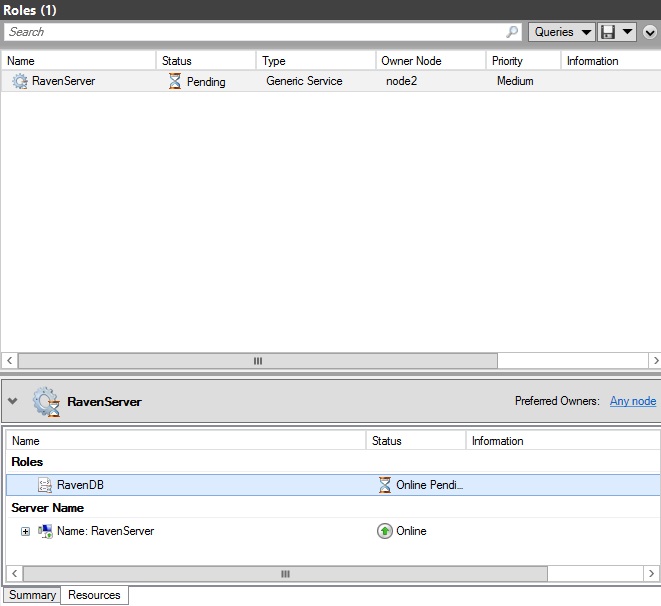 Roles (1)
Search Queries
Name Status Type Owner Node Priority Information
RavenServer Pending Generic Service node2 Medium
RavenServer Preferred Owners: Any node
Name Status Information
Roles
RavenDB Online Pendi...
Server Name
Name: RavenServer Online
Summary Resources